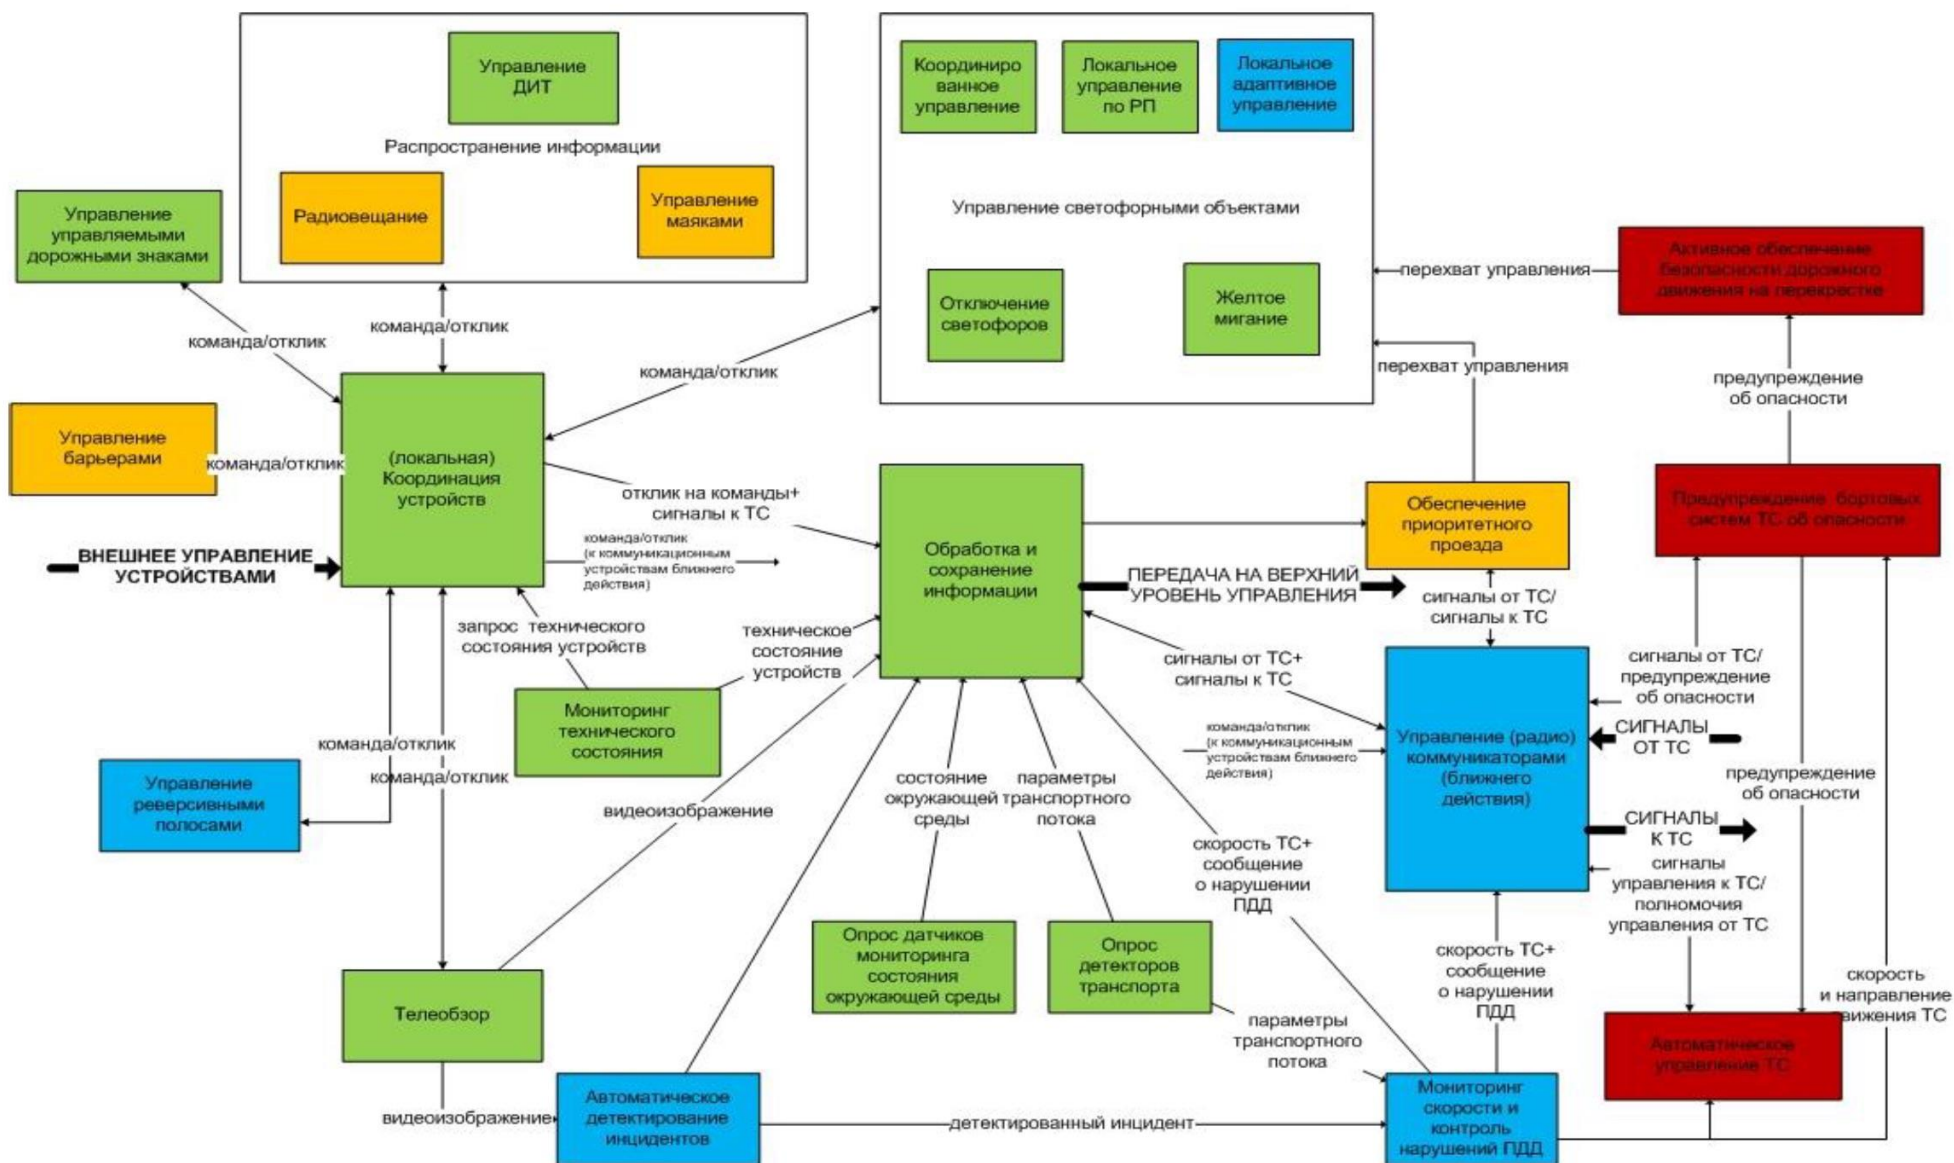 Управление
ДИТ
Распространение информации
Радиовещание
Управление
маяками
Координиро
ванное
управление
Локальное
управление
по РП
Локальное
адаптивное
управление
Управление светофорными объектами
Отключение
светофоров
Желтое
мигание
Управление
управляемыми
дорожными знаками
команда/отклик
команда/отклик
команда/отклик
перехват управления
Активное обеспечение
безопасности дорожного
движения на перекрестке
перехват управления
предупреждение
об опасности
Управление
барьерами
команда/отклик
(локальная)
Координация
устройств
отклик на команды+
сигналы к ТС
команда/отклик
(к коммуникационным
устройствам ближнего
действия)
ВНЕШНЕЕ УПРАВЛЕНИЕ
УСТРОЙСТВАМИ
Обработка и
сохранение
информации
Обеспечение
приоритетного
проезда
Предупреждение бортовых
систем ТС об опасности
ПЕРЕДАЧА НА ВЕРХНИЙ
УРОВЕНЬ УПРАВЛЕНИЯ
сигналы от ТС/
сигналы к ТС
запрос технического
состояния устройств
техническое
состояние
устройств
сигналы от ТС+
сигналы к ТС
сигналы от ТС/
предупреждение
об опасности
Мониторинг
технического
состояния
команда/отклик
(к коммуникационным
устройствам ближнего
действия)
Управление (радио)
коммуникаторами
(ближнего
действия)
СИГНАЛЫ
ОТ ТС
предупреждение
об опасности
команда/отклик
команда/отклик
Управление
реверсивными
полосами
видеоизображение
состояние
окружающей
среды
параметры
транспортного
потока
скорость ТС+
сообщение
о нарушении
ПДД
СИГНАЛЫ
К ТС
сигналы
управления к ТС/
полномочия
управления от ТС
Телеобзор
Опрос датчиков
мониторинга
состояния
окружающей среды
Опрос
детекторов
транспорта
скорость ТС+
сообщение
о нарушении
ПДД
скорость
и направление
движения ТС
параметры
транспортного
потока
Автоматическое
управление ТС
видеоизображение
Автоматическое
детектирование
инцидентов
детектированный инцидент
Мониторинг
скорости и
контроль
нарушений ПДД